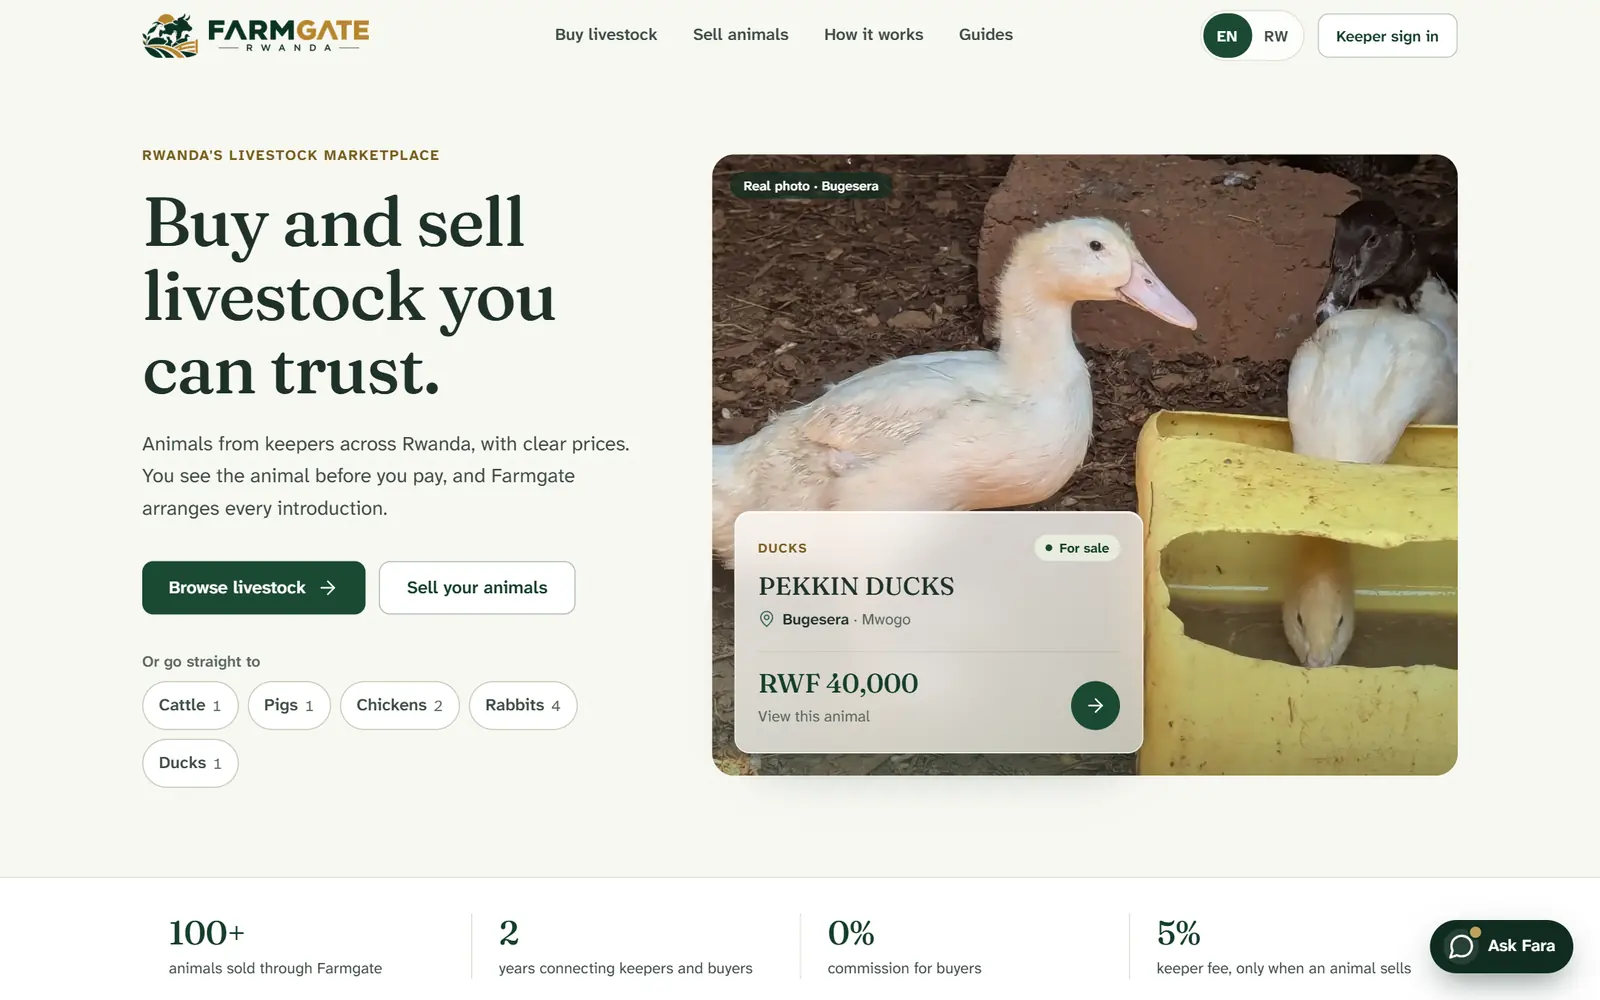 FARMGATE
RWANDA
Buy livestock
Sell animals
How it works
Guides
EN
RW
Keeper sign in
RWANDA'S LIVESTOCK MARKETPLACE
Buy and sell
livestock you
can trust.
Animals from keepers across Rwanda, with clear prices.
You see the animal before you pay, and Farmgate
arranges every introduction.
Browse livestock →
Sell your animals
Or go straight to
Cattle 1
Pigs 1
Chickens 2
Rabbits 4
Ducks 1
Real photo · Bugesera
DUCKS
For sale
PEKKIN DUCKS
Bugesera · Mwogo
RWF 40,000
View this animal
100+
animals sold through Farmgate
2
years connecting keepers and buyers
0%
commission for buyers
5%
keeper fee, only when an animal sells
Ask Fara